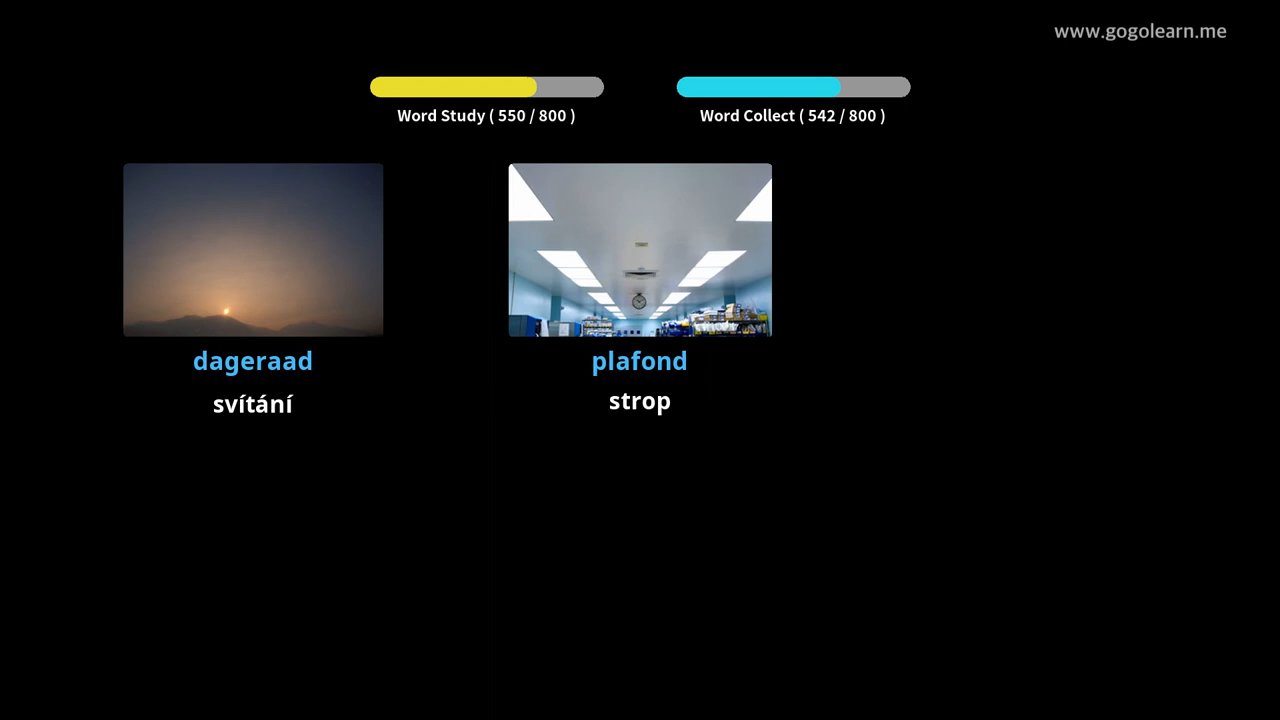 www.gogolearn.me
Word Study ( 550 / 800 )
Word Collect ( 542 / 800 )
dageraad
svítání
plafond
strop